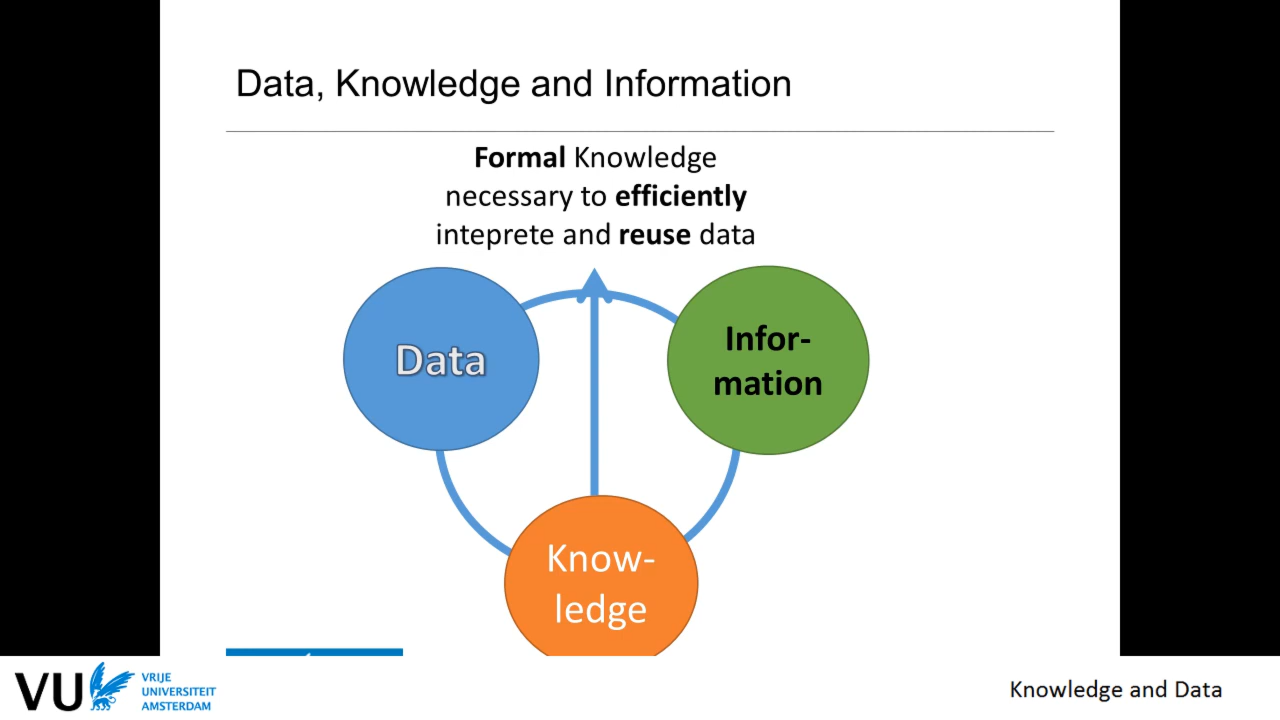 Data, Knowledge and Information
Formal Knowledge
necessary to efficiently
inteprete and reuse data
Data
Infor-
mation
Know-
ledge
VU
VRIJE
UNIVERSITEIT
AMSTERDAM
Knowledge and Data